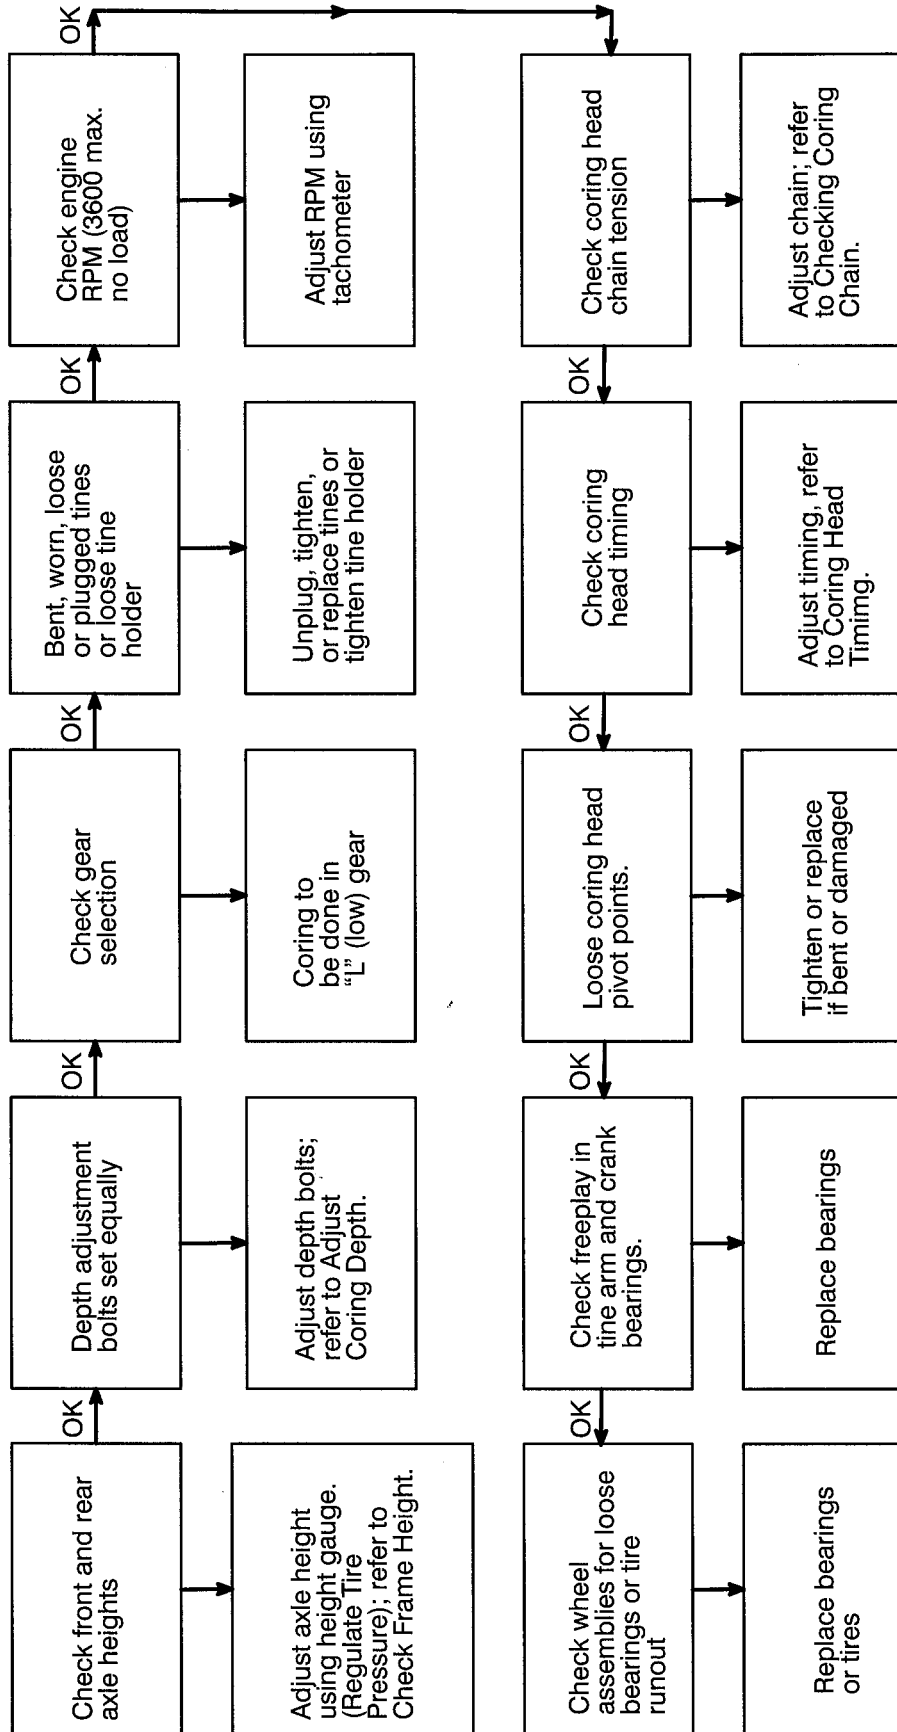 Check front and rear
axle heights
OK
Depth adjustment
bolts set equally
OK
Check gear
selection
OK
Bent, worn, loose
or plugged tines
or loose tine
holder
OK
Check engine
RPM (3600 max.
no load)
OK
Adjust axle height
using height gauge.
(Regulate Tire
Pressure); refer to
Check Frame Height.
Adjust depth bolts;
refer to Adjust
Coring Depth.
Coring to
be done in
“L” (low) gear
Unplug, tighten,
or replace tines or
tighten tine holder
Adjust RPM using
tachometer
Check wheel
assemblies for loose
bearings or tire
runout
OK
Check freeplay in
tine arm and crank
bearings.
OK
Loose coring head
pivot points.
OK
Check coring
head timing
OK
Check coring head
chain tension
Replace bearings
or tires
Replace bearings
Tighten or replace
if bent or damaged
Adjust timing, refer
to Coring Head
Timimg.
Adjust chain; refer
to Checking Coring
Chain.